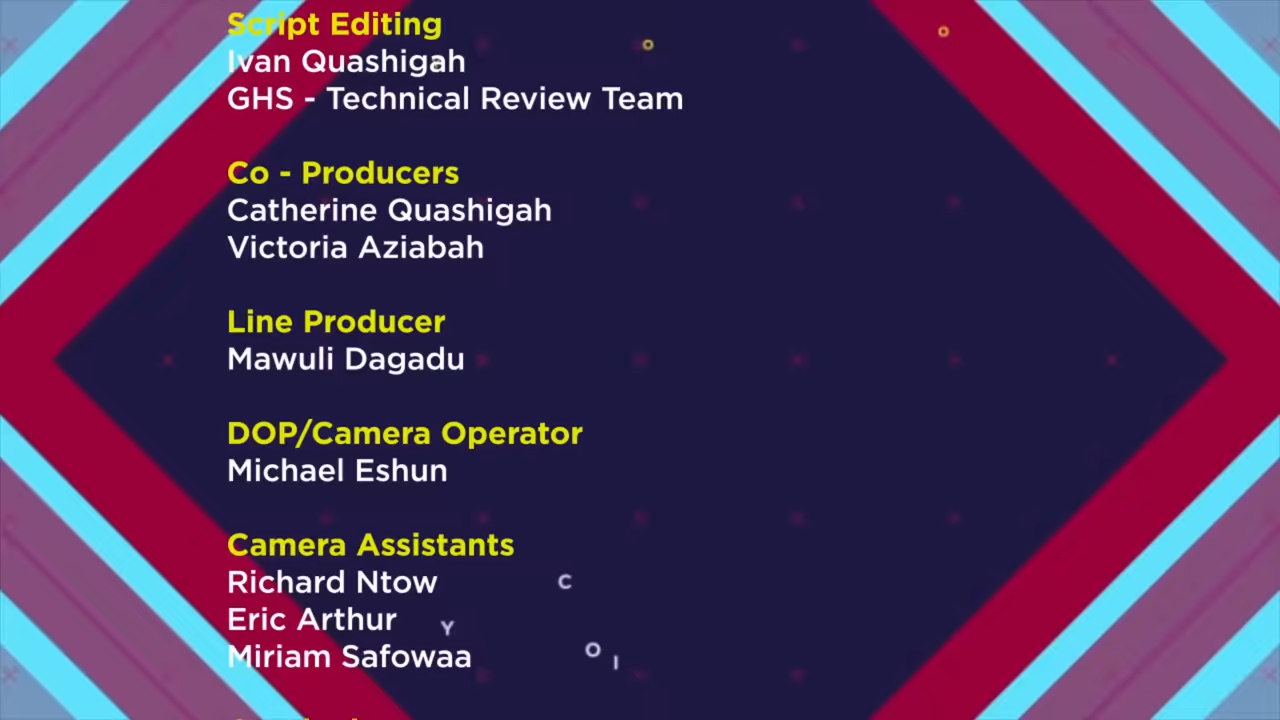 Script Editing
Ivan Quashigah
GHS - Technical Review Team
Co - Producers
Catherine Quashigah
Victoria Aziabah
Line Producer
Mawuli Dagadu
DOP/Camera Operator
Michael Eshun
Camera Assistants
Richard Ntow
Eric Arthur
Miriam Safowaa
C
Y
O
I